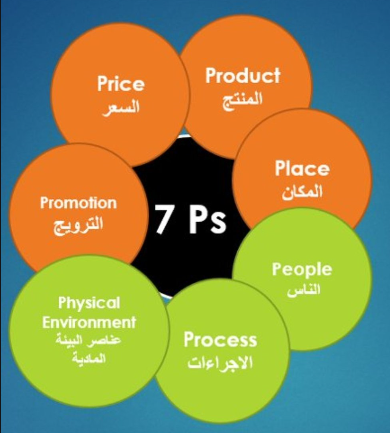 Price
السعر
Product
المنتج
Place
المكان
Promotion
الترويج
7 Ps
People
الناس
Physical
Environment
عناصر البيئة
المادية
Process
الاجراءات